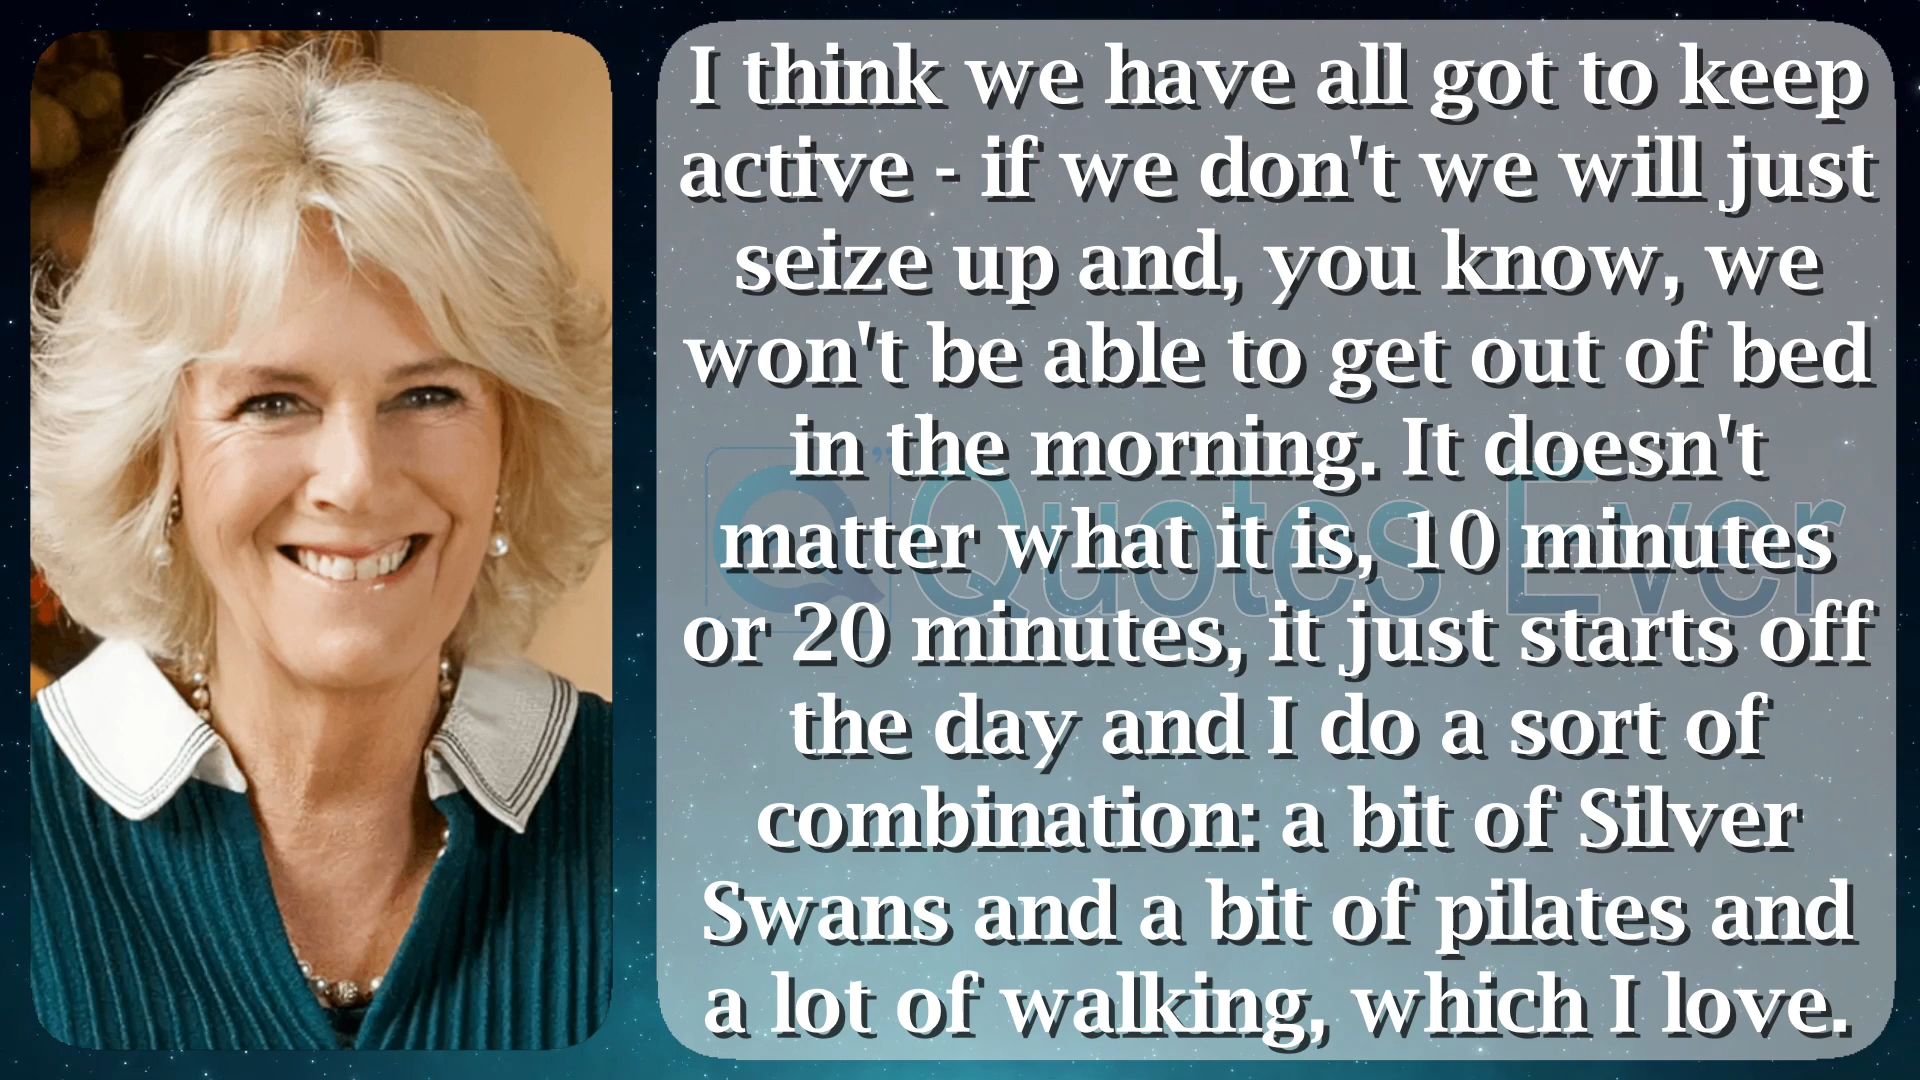 I think we have all got to keep
active - if we don't we will just
seize up and, you know, we
won't be able to get out of bed
in the morning. It doesn't
matter what it is, 10 minutes
or 20 minutes, it just starts off
the day and I do a sort of
combination: a bit of Silver
Swans and a bit of pilates and
a lot of walking, which I love.
Quotes Ever